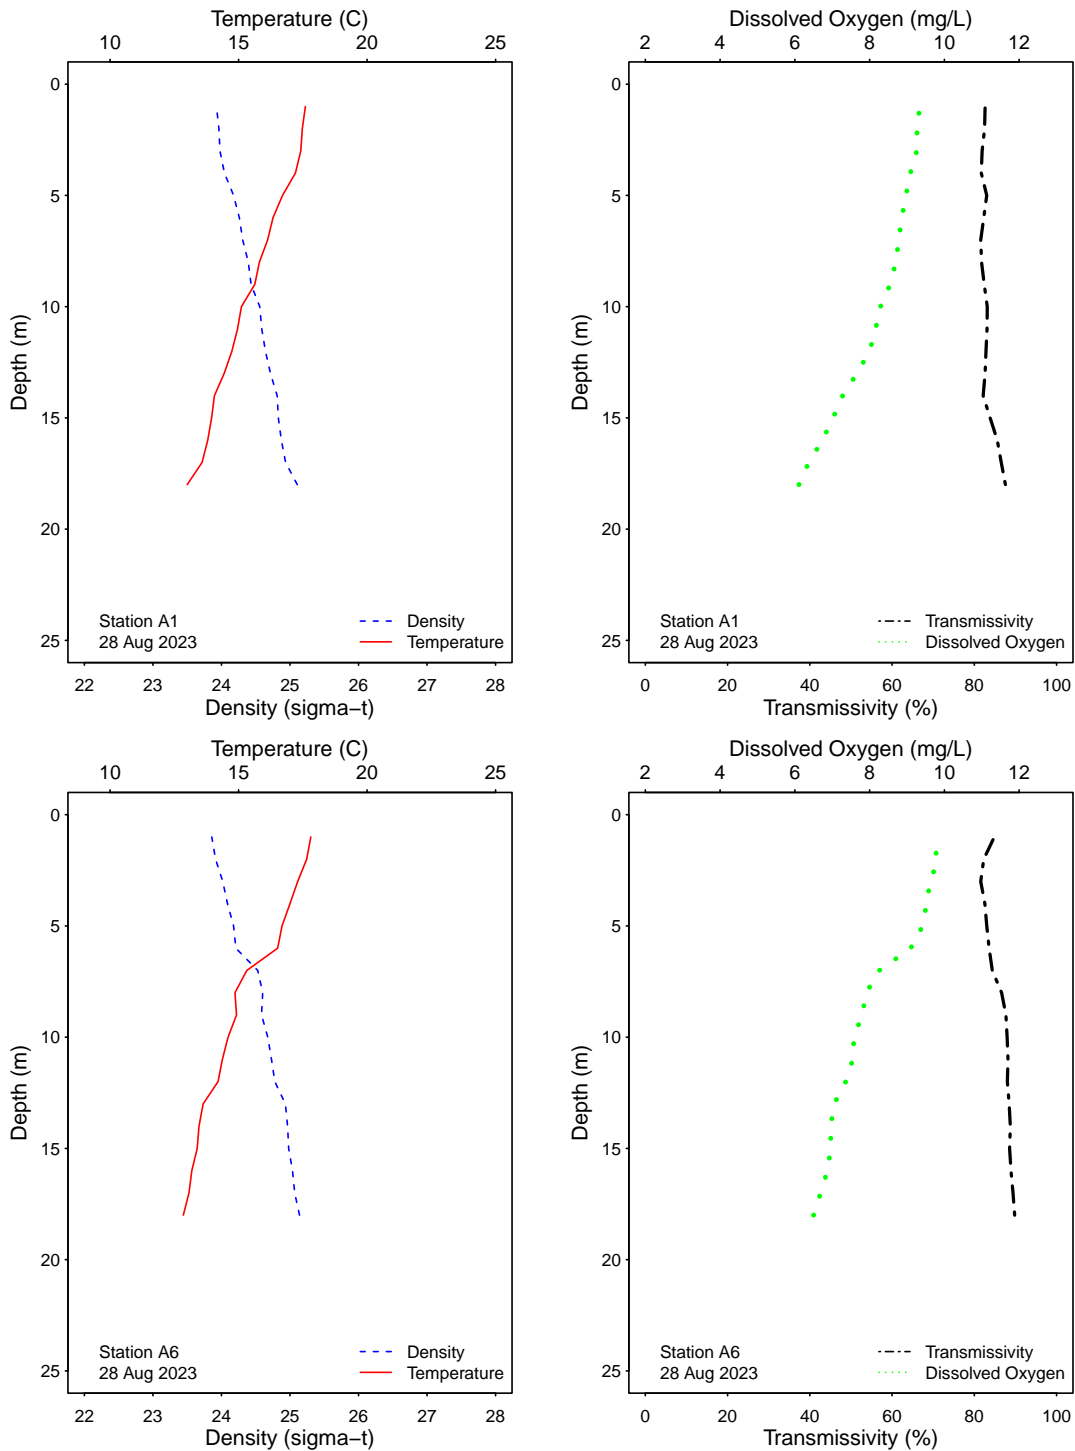 Temperature (C)
10 15 20 25
0
5
10
15
20
25
Depth (m)
Station A1
28 Aug 2023
Density
Temperature
22 23 24 25 26 27 28
Density (sigma−t)
Dissolved Oxygen (mg/L)
2 4 6 8 10 12
0
5
10
15
20
25
Depth (m)
Station A1
28 Aug 2023
Transmissivity
Dissolved Oxygen
0 20 40 60 80 100
Transmissivity (%)
Temperature (C)
10 15 20 25
0
5
10
15
20
25
Depth (m)
Station A6
28 Aug 2023
Density
Temperature
22 23 24 25 26 27 28
Density (sigma−t)
Dissolved Oxygen (mg/L)
2 4 6 8 10 12
0
5
10
15
20
25
Depth (m)
Station A6
28 Aug 2023
Transmissivity
Dissolved Oxygen
0 20 40 60 80 100
Transmissivity (%)